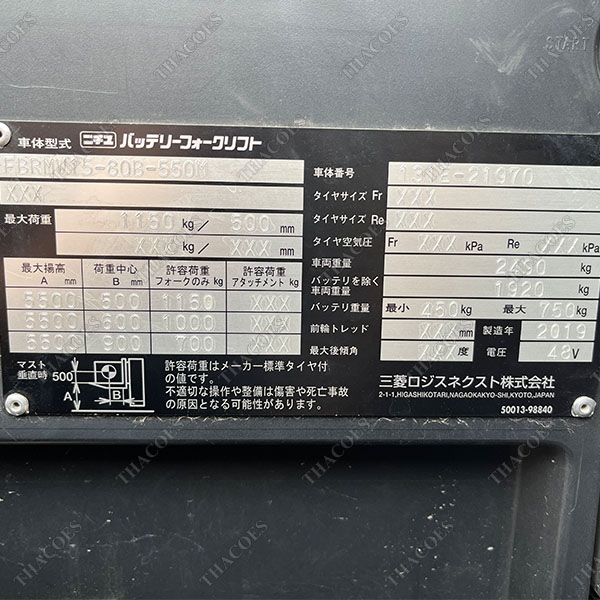 START
車体型式 ニチユ バッテリーフォークリフト
-80B-550M
XXX
最大荷重 1150 kg / 500 mm
XX kg / XXX mm
最大揚高 A mm 荷重中心 B mm 許容荷重 フォークのみ kg 許容荷重 アタッチメント kg
5500 500 1150 XXX
5500 600 1000 XXX
5500 900 700 XXX
マスト垂直時 500 A B
許容荷重はメーカー標準タイヤ付
の値です。
不適切な操作や整備は傷害や死亡事故
の原因となる可能性があります。
車体番号 -21970
タイヤサイズ Fr XXX
タイヤサイズ Re XXX
タイヤ空気圧 Fr XXX kPa Re XXX kPa
車両重量 kg
バッテリを除く車両重量 1920 kg
バッテリ重量 最小 450 kg 最大 750 kg
前輪トレッド XXX mm 製造年 2019
最大後傾角 XXX 度 電圧 48 V
三菱ロジスネクスト株式会社
2-1-1,HIGASHIKOTARI,NAGAOKAKYO-SHI,KYOTO,JAPAN
50013-98840
THACOES